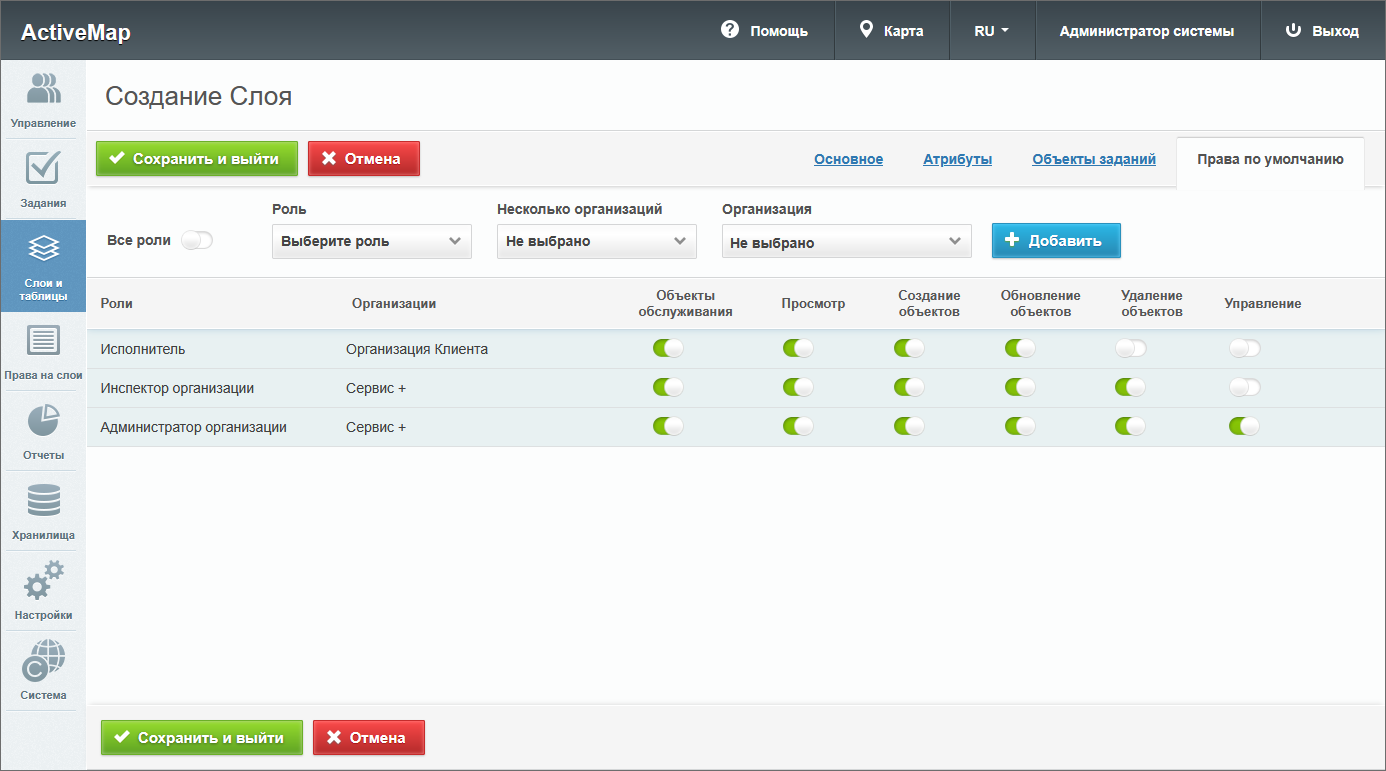 ActiveMap
Помощь
Карта
RU
Администратор системы
Выход
Управление
Задания
Слои и
таблицы
Права на слои
Отчеты
Хранилища
Настройки
Система
Создание Слоя
Сохранить и выйти
Отмена
Основное
Атрибуты
Объекты заданий
Права по умолчанию
Все роли
Роль
Выберите роль
Несколько организаций
Не выбрано
Организация
Не выбрано
Добавить
Роли
Организации
Объекты
обслуживания
Просмотр
Создание
объектов
Обновление
объектов
Удаление
объектов
Управление
Исполнитель
Организация Клиента
Инспектор организации
Сервис +
Администратор организации
Сервис +
Сохранить и выйти
Отмена